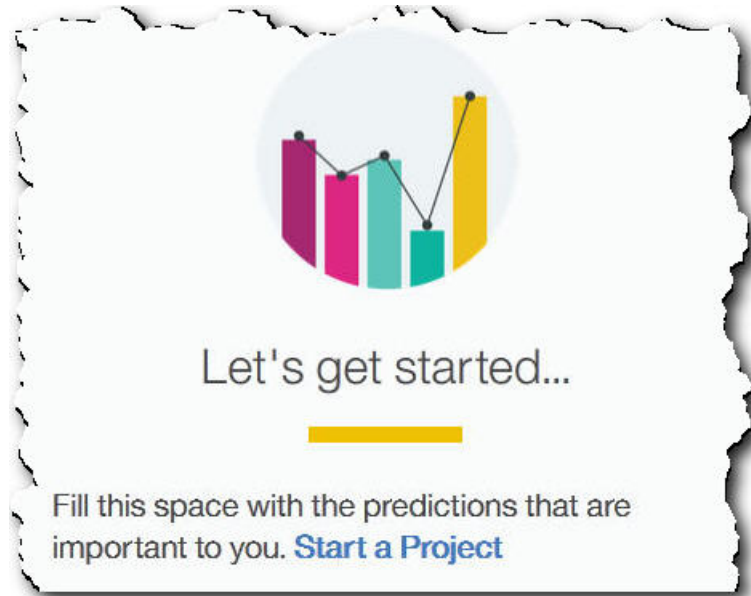 Let's get started...
Fill this space with the predictions that are
important to you. Start a Project